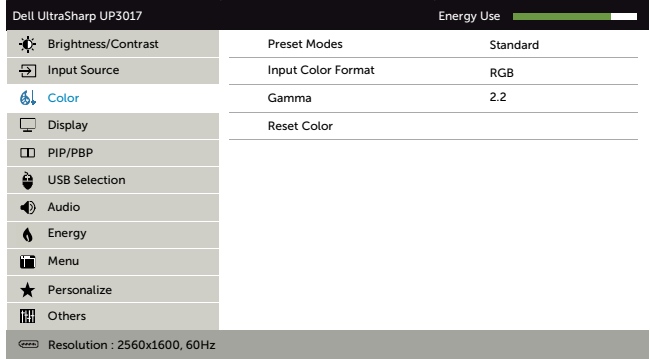 Dell UltraSharp UP3017 Energy Use
Brightness/Contrast Preset Modes Standard
Input Source Input Color Format RGB
Color Gamma 2.2
Display Reset Color
PIP/PBP
USB Selection
Audio
Energy
Menu
Personalize
Others
Resolution : 2560x1600, 60Hz